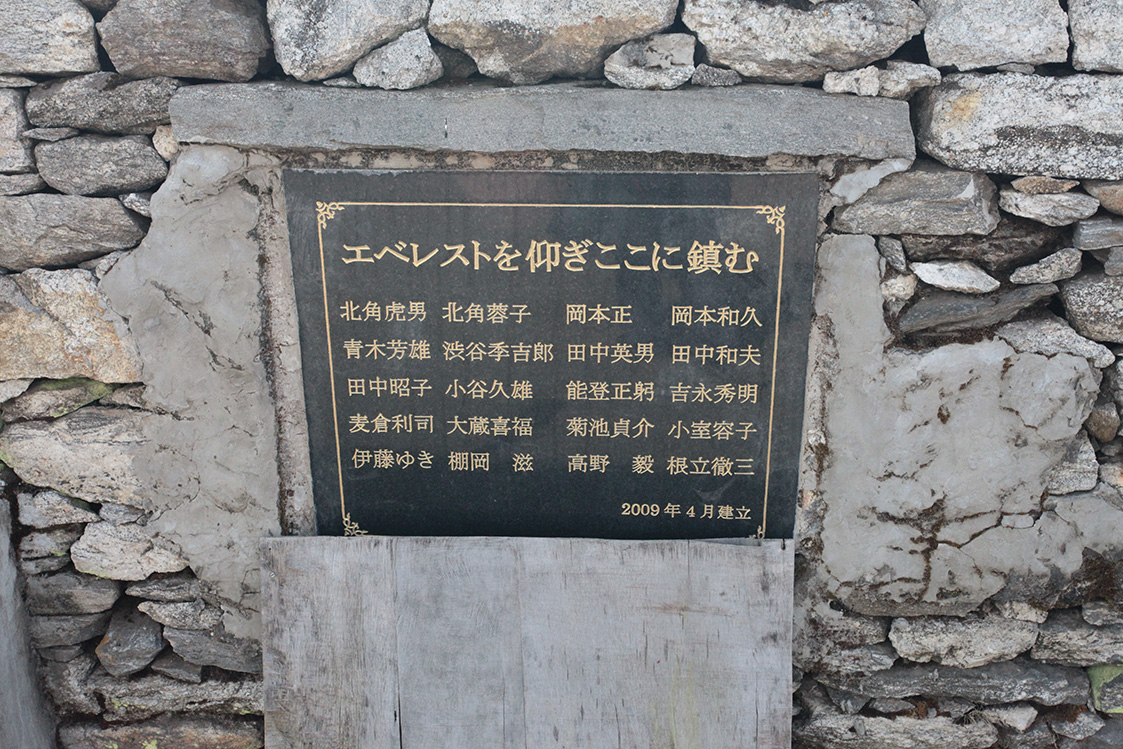 エベレストを仰ぎここに鎮む
北角虎男 北角蓉子 岡本正 岡本和久
青木芳雄 渋谷季吉郎 田中英男 田中和夫
田中昭子 小谷久雄 能登正躬 吉永秀明
麦倉利司 大蔵喜福 菊池貞介 小室容子
伊藤ゆき 棚岡 滋 高野 毅 根立徹三
2009年4月建立